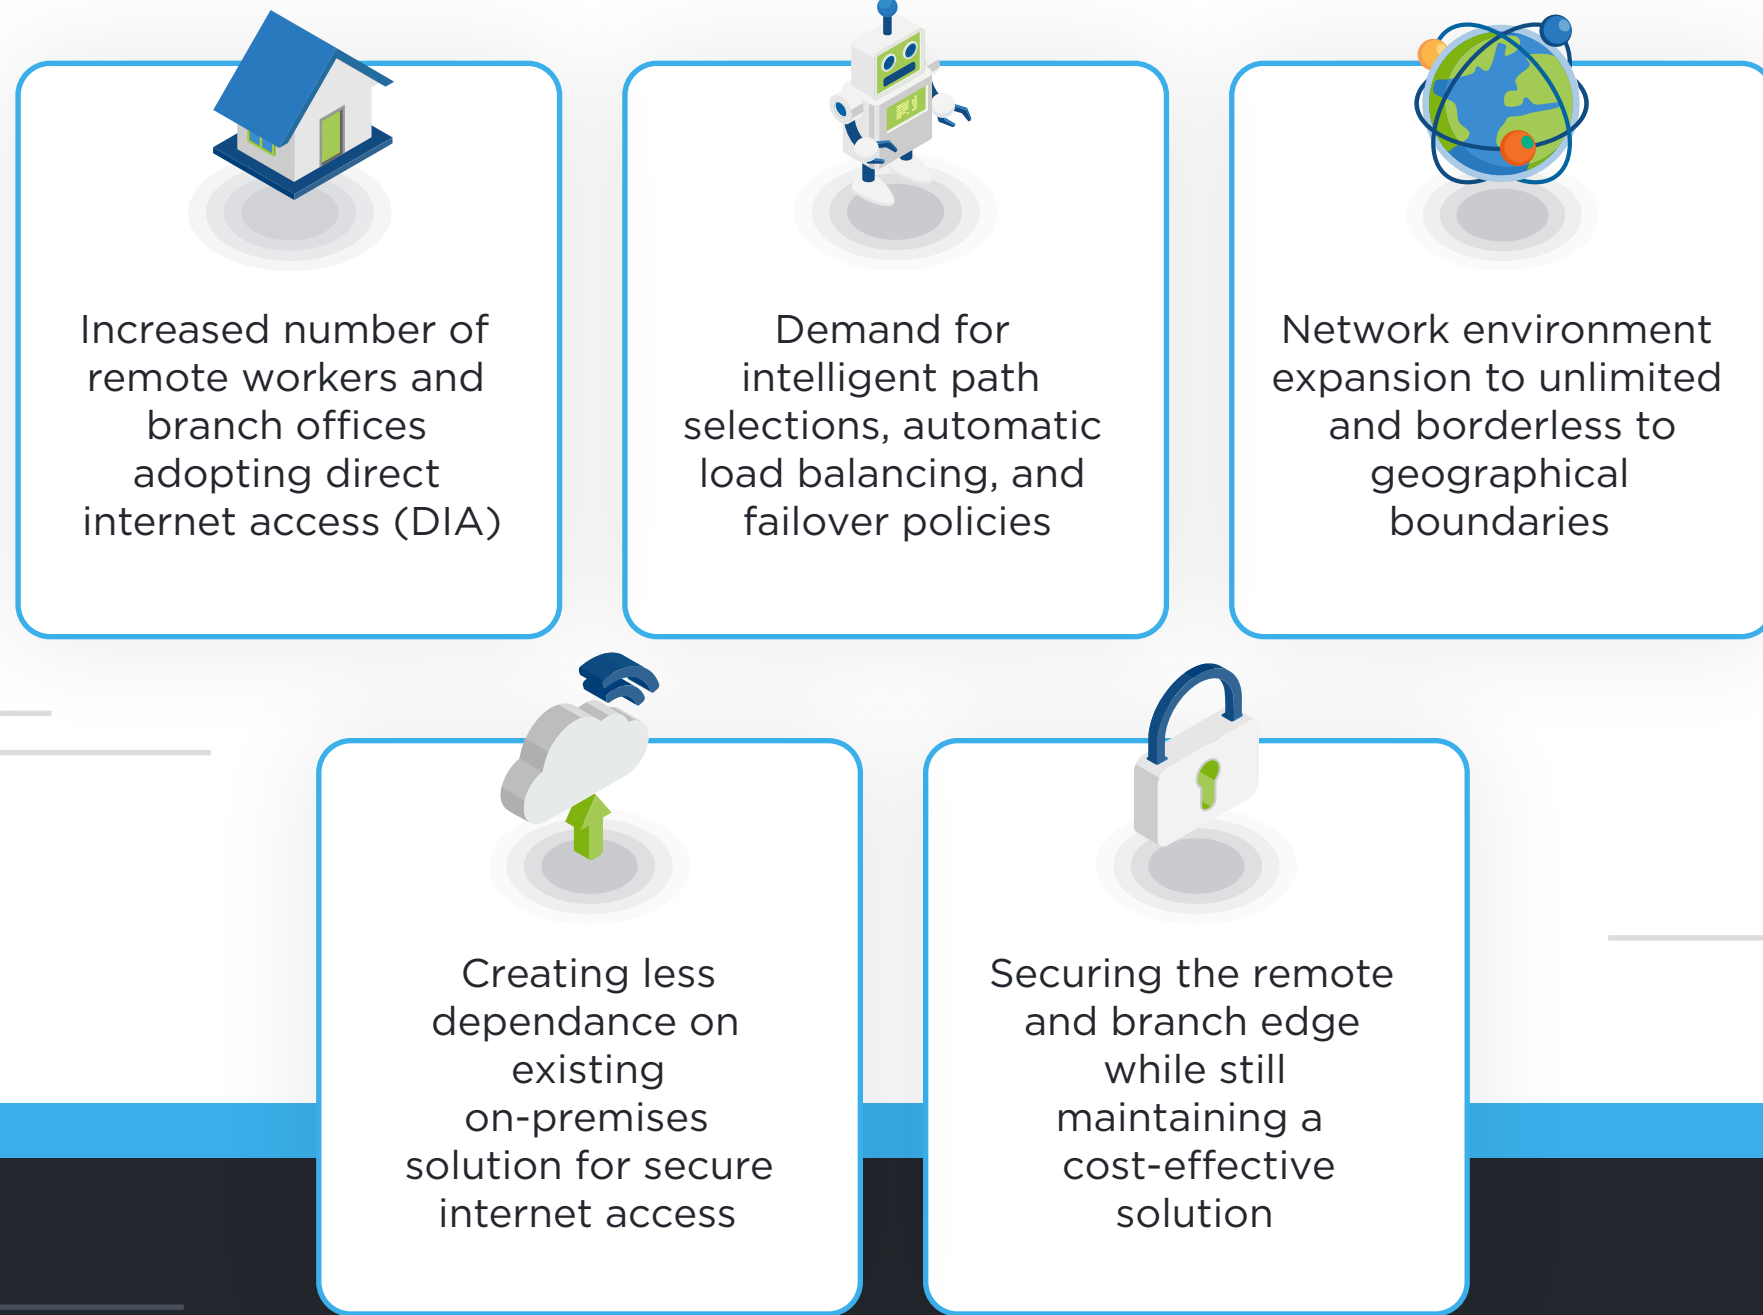 Increased number of
remote workers and
branch offices
adopting direct
internet access (DIA)
Demand for
intelligent path
selections, automatic
load balancing, and
failover policies
Network environment
expansion to unlimited
and borderless to
geographical
boundaries
Creating less
dependance on
existing
on-premises
solution for secure
internet access
Securing the remote
and branch edge
while still
maintaining a
cost-effective
solution